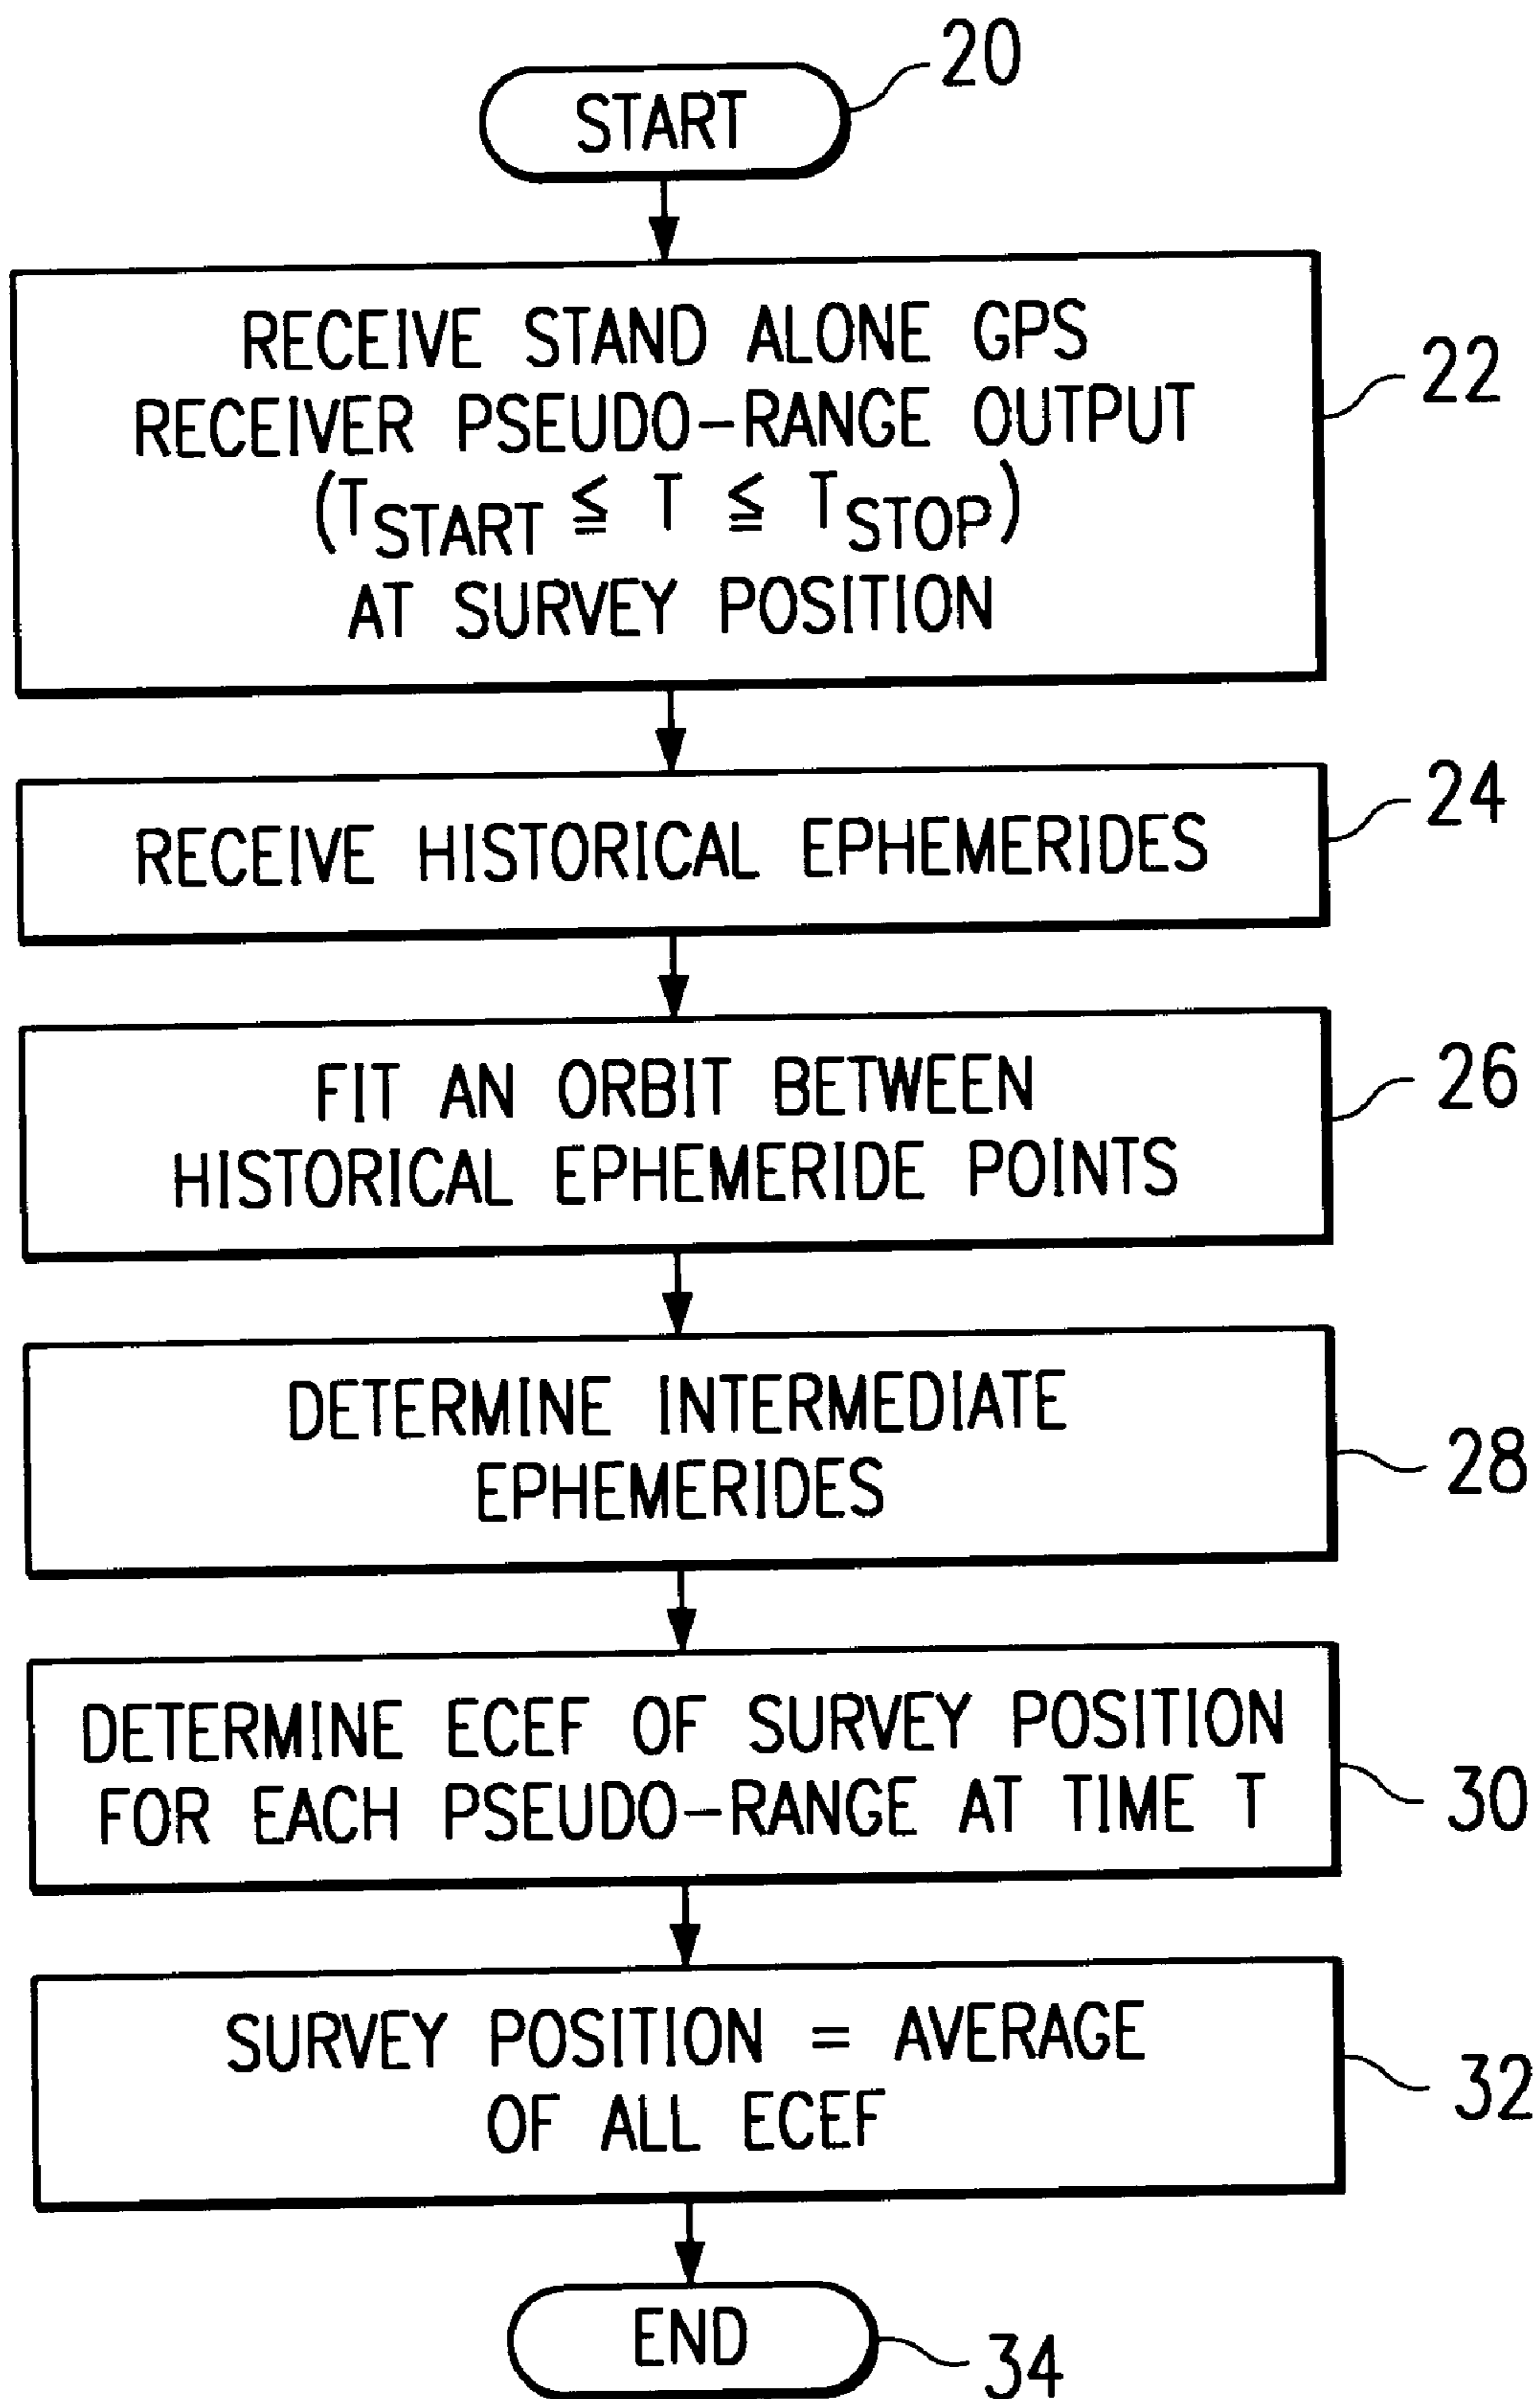 START
20
RECEIVE STAND ALONE GPS
RECEIVER PSEUDO-RANGE OUTPUT
(T START ≦ T ≦ T STOP)
AT SURVEY POSITION
22
RECEIVE HISTORICAL EPHEMERIDES
24
FIT AN ORBIT BETWEEN
HISTORICAL EPHEMERIDE POINTS
26
DETERMINE INTERMEDIATE
EPHEMERIDES
28
DETERMINE ECEF OF SURVEY POSITION
FOR EACH PSEUDO-RANGE AT TIME T
30
SURVEY POSITION = AVERAGE
OF ALL ECEF
32
END
34